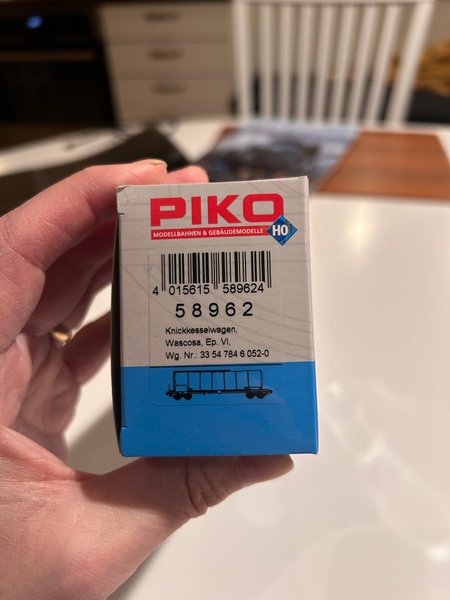 PIKO
MODELLBAHNEN & GEBÄUDEMODELLE
H0
4 015615 589624
58962
Knickkesselwagen,
Wascosa, Ep. VI,
Wg. Nr.: 33 54 784 6 052-0